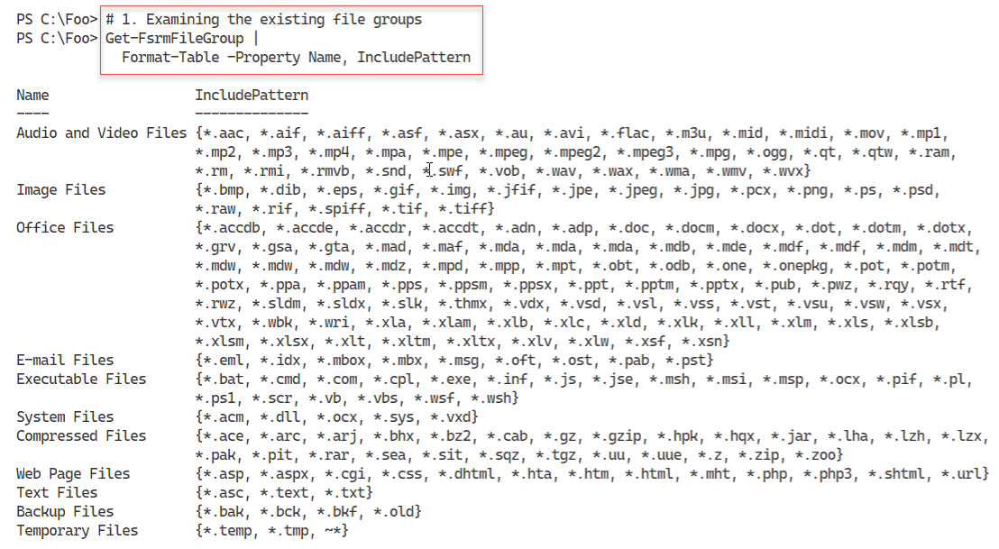 PS C:\Foo> # 1. Examining the existing file groups
PS C:\Foo> Get-FsrmFileGroup |
Format-Table -Property Name, IncludePattern
Name IncludePattern
---- --------------
Audio and Video Files {*.aac, *.aif, *.aiff, *.asf, *.asx, *.au, *.avi, *.flac, *.m3u, *.mid, *.midi, *.mov, *.mp1,
*.mp2, *.mp3, *.mp4, *.mpa, *.mpe, *.mpeg, *.mpeg2, *.mpeg3, *.mpg, *.ogg, *.qt, *.qtw, *.ram,
*.rm, *.rmi, *.rmvb, *.snd, *.swf, *.vob, *.wav, *.wax, *.wma, *.wmv, *.wvx}
Image Files {*.bmp, *.dib, *.eps, *.gif, *.img, *.jfif, *.jpe, *.jpeg, *.jpg, *.pcx, *.png, *.ps, *.psd,
*.raw, *.rif, *.spiff, *.tif, *.tiff}
Office Files {*.accdb, *.accde, *.accdr, *.accdt, *.adn, *.adp, *.doc, *.docm, *.docx, *.dot, *.dotm, *.dotx,
*.grv, *.gsa, *.gta, *.mad, *.maf, *.mda, *.mda, *.mda, *.mdb, *.mde, *.mdf, *.mdf, *.mdm, *.mdt,
*.mdw, *.mdw, *.mdw, *.mdz, *.mpd, *.mpp, *.mpt, *.obt, *.odb, *.one, *.onepkg, *.pot, *.potm,
*.potx, *.ppa, *.ppam, *.pps, *.ppsm, *.ppsx, *.ppt, *.pptm, *.pptx, *.pub, *.pwz, *.rqy, *.rtf,
*.rwz, *.sldm, *.sldx, *.slk, *.thmx, *.vdx, *.vsd, *.vsl, *.vss, *.vst, *.vsu, *.vsw, *.vsx,
*.vtx, *.wbk, *.wri, *.xla, *.xlam, *.xlb, *.xlc, *.xld, *.xlk, *.xll, *.xlm, *.xls, *.xlsb,
*.xlsm, *.xlsx, *.xlt, *.xltm, *.xltx, *.xlv, *.xlw, *.xsf, *.xsn}
E-mail Files {*.eml, *.idx, *.mbox, *.mbx, *.msg, *.oft, *.ost, *.pab, *.pst}
Executable Files {*.bat, *.cmd, *.com, *.cpl, *.exe, *.inf, *.js, *.jse, *.msh, *.msi, *.msp, *.ocx, *.pif, *.pl,
*.ps1, *.scr, *.vb, *.vbs, *.wsf, *.wsh}
System Files {*.acm, *.dll, *.ocx, *.sys, *.vxd}
Compressed Files {*.ace, *.arc, *.arj, *.bhx, *.bz2, *.cab, *.gz, *.gzip, *.hpk, *.hqx, *.jar, *.lha, *.lzh, *.lzx,
*.pak, *.pit, *.rar, *.sea, *.sit, *.sqz, *.tgz, *.uu, *.uue, *.z, *.zip, *.zoo}
Web Page Files {*.asp, *.aspx, *.cgi, *.css, *.dhtml, *.hta, *.htm, *.html, *.mht, *.php, *.php3, *.shtml, *.url}
Text Files {*.asc, *.text, *.txt}
Backup Files {*.bak, *.bck, *.bkf, *.old}
Temporary Files {*.temp, *.tmp, ~*}